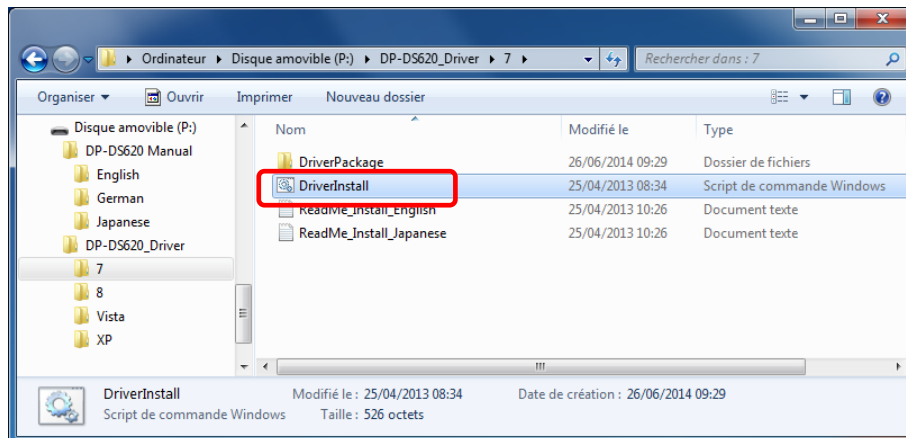 Ordinateur Disque amovible (P:) DP-DS620_Driver 7
Rechercher dans : 7
Organiser Ouvrir Imprimer Nouveau dossier
Disque amovible (P:)
DP-DS620 Manual
English
German
Japanese
DP-DS620_Driver
7
8
Vista
XP
Nom Modifié le Type
DriverPackage 26/06/2014 09:29 Dossier de fichiers
DriverInstall 25/04/2013 08:34 Script de commande Windows
ReadMe_Install_English 25/04/2013 10:26 Document texte
ReadMe_Install_Japanese 25/04/2013 10:26 Document texte
DriverInstall Modifié le : 25/04/2013 08:34 Date de création : 26/06/2014 09:29
Script de commande Windows Taille : 526 octets